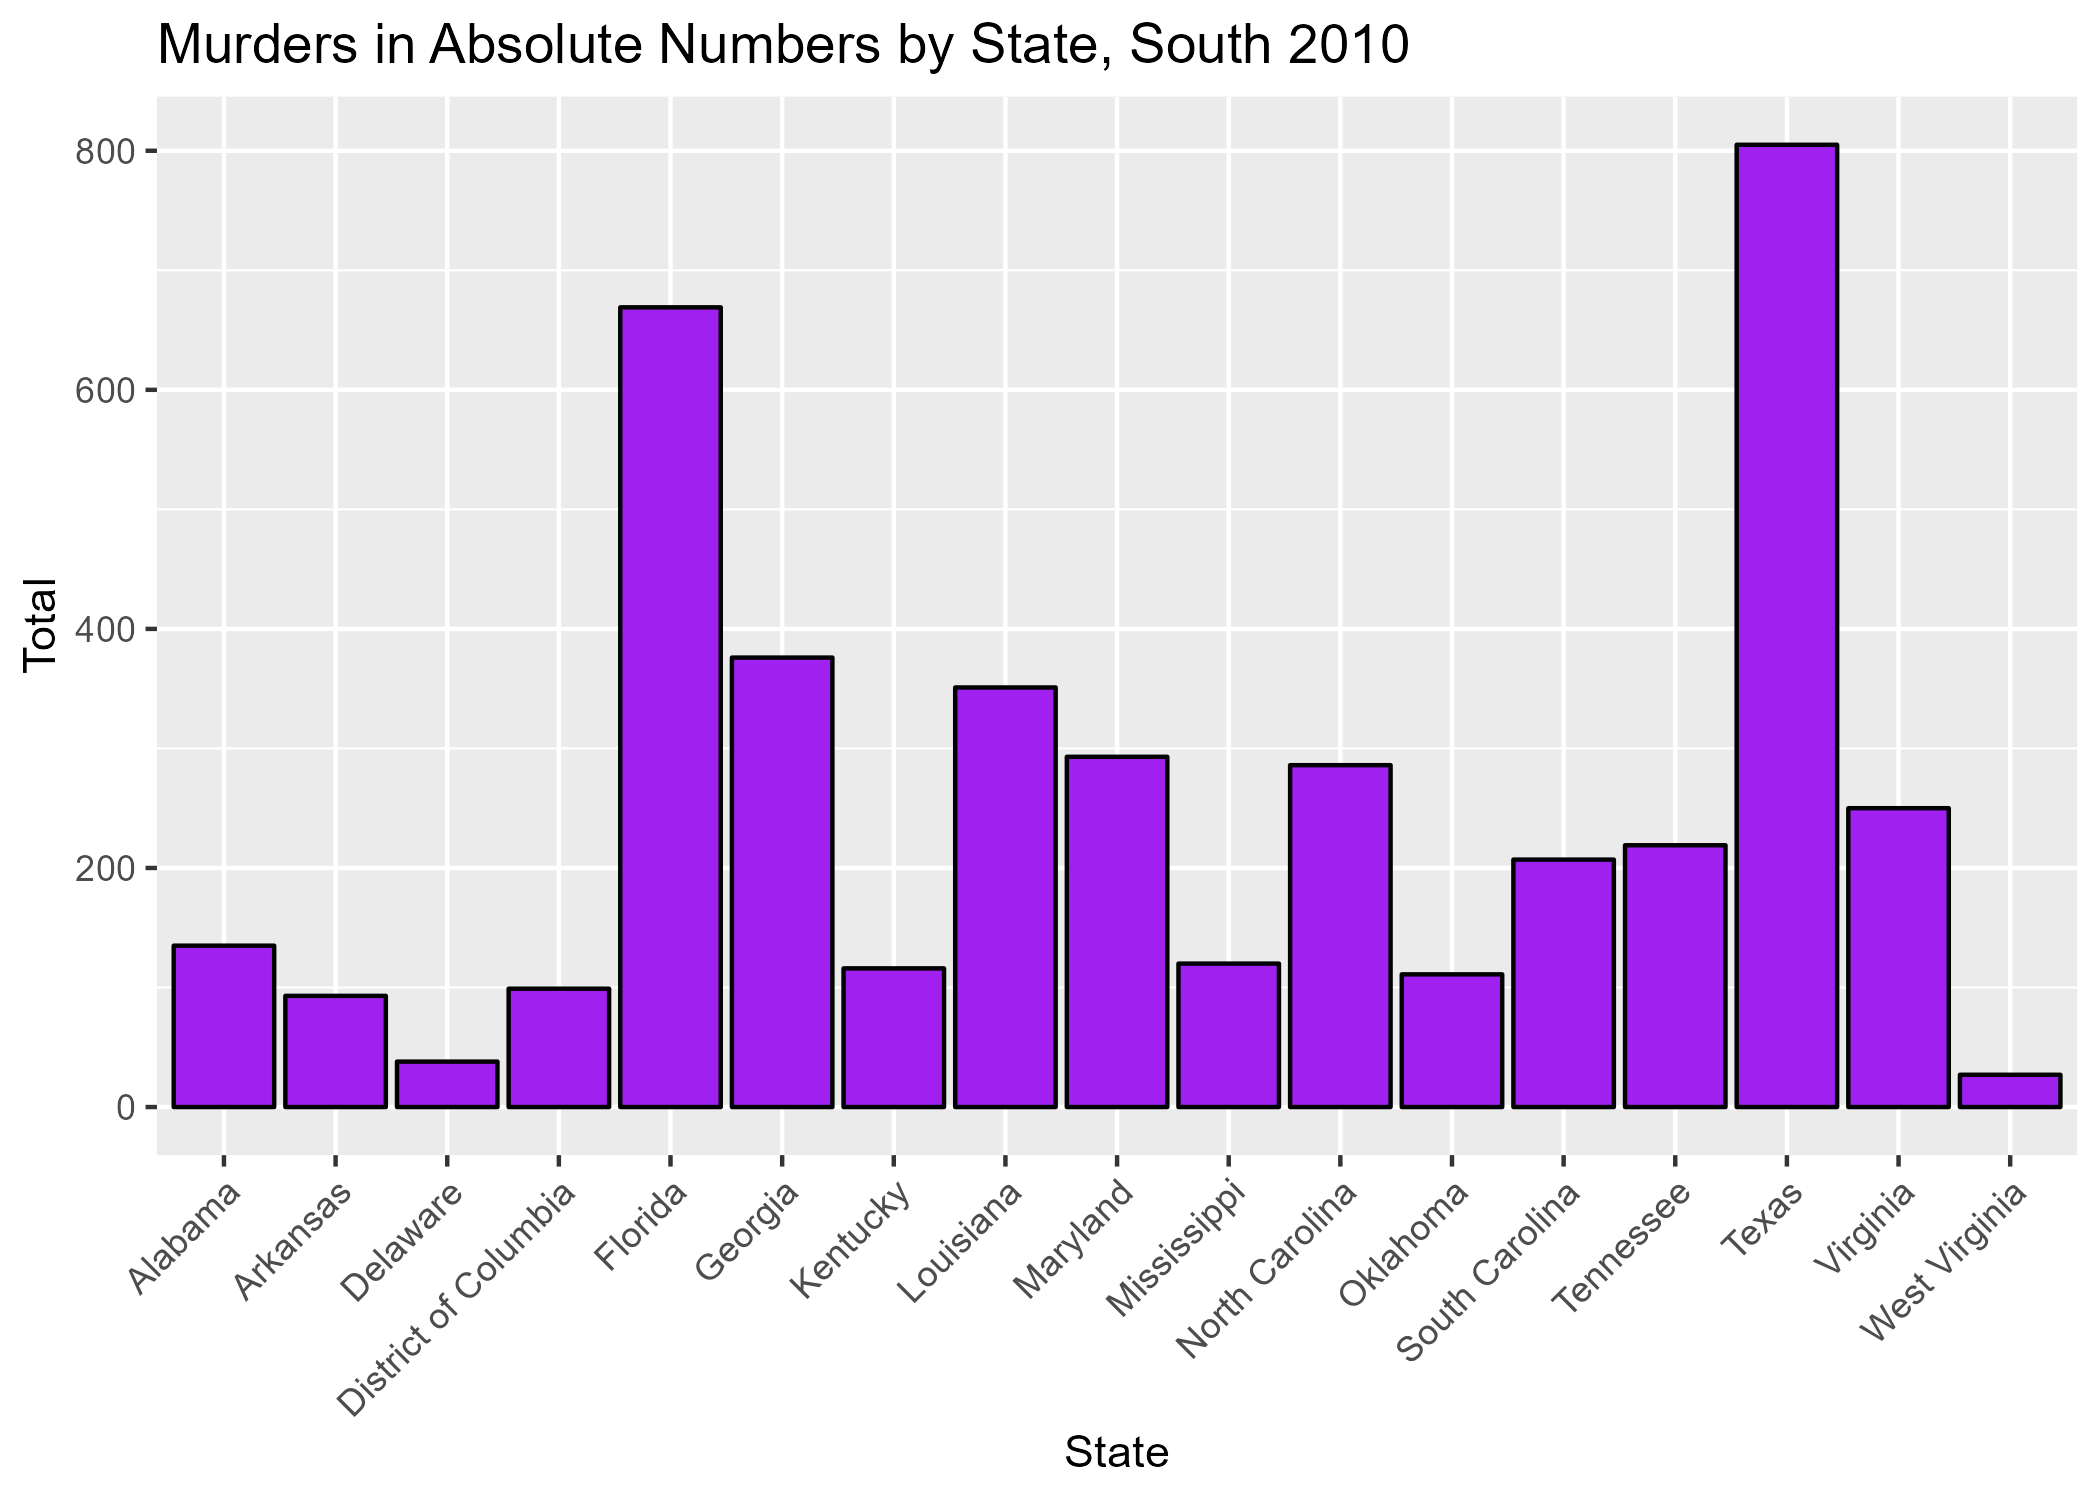 Murders in Absolute Numbers by State, South 2010
Total
800
600
400
200
0
Alabama
Arkansas
Delaware
District of Columbia
Florida
Georgia
Kentucky
Louisiana
Maryland
Mississippi
North Carolina
Oklahoma
South Carolina
Tennessee
Texas
Virginia
West Virginia
State